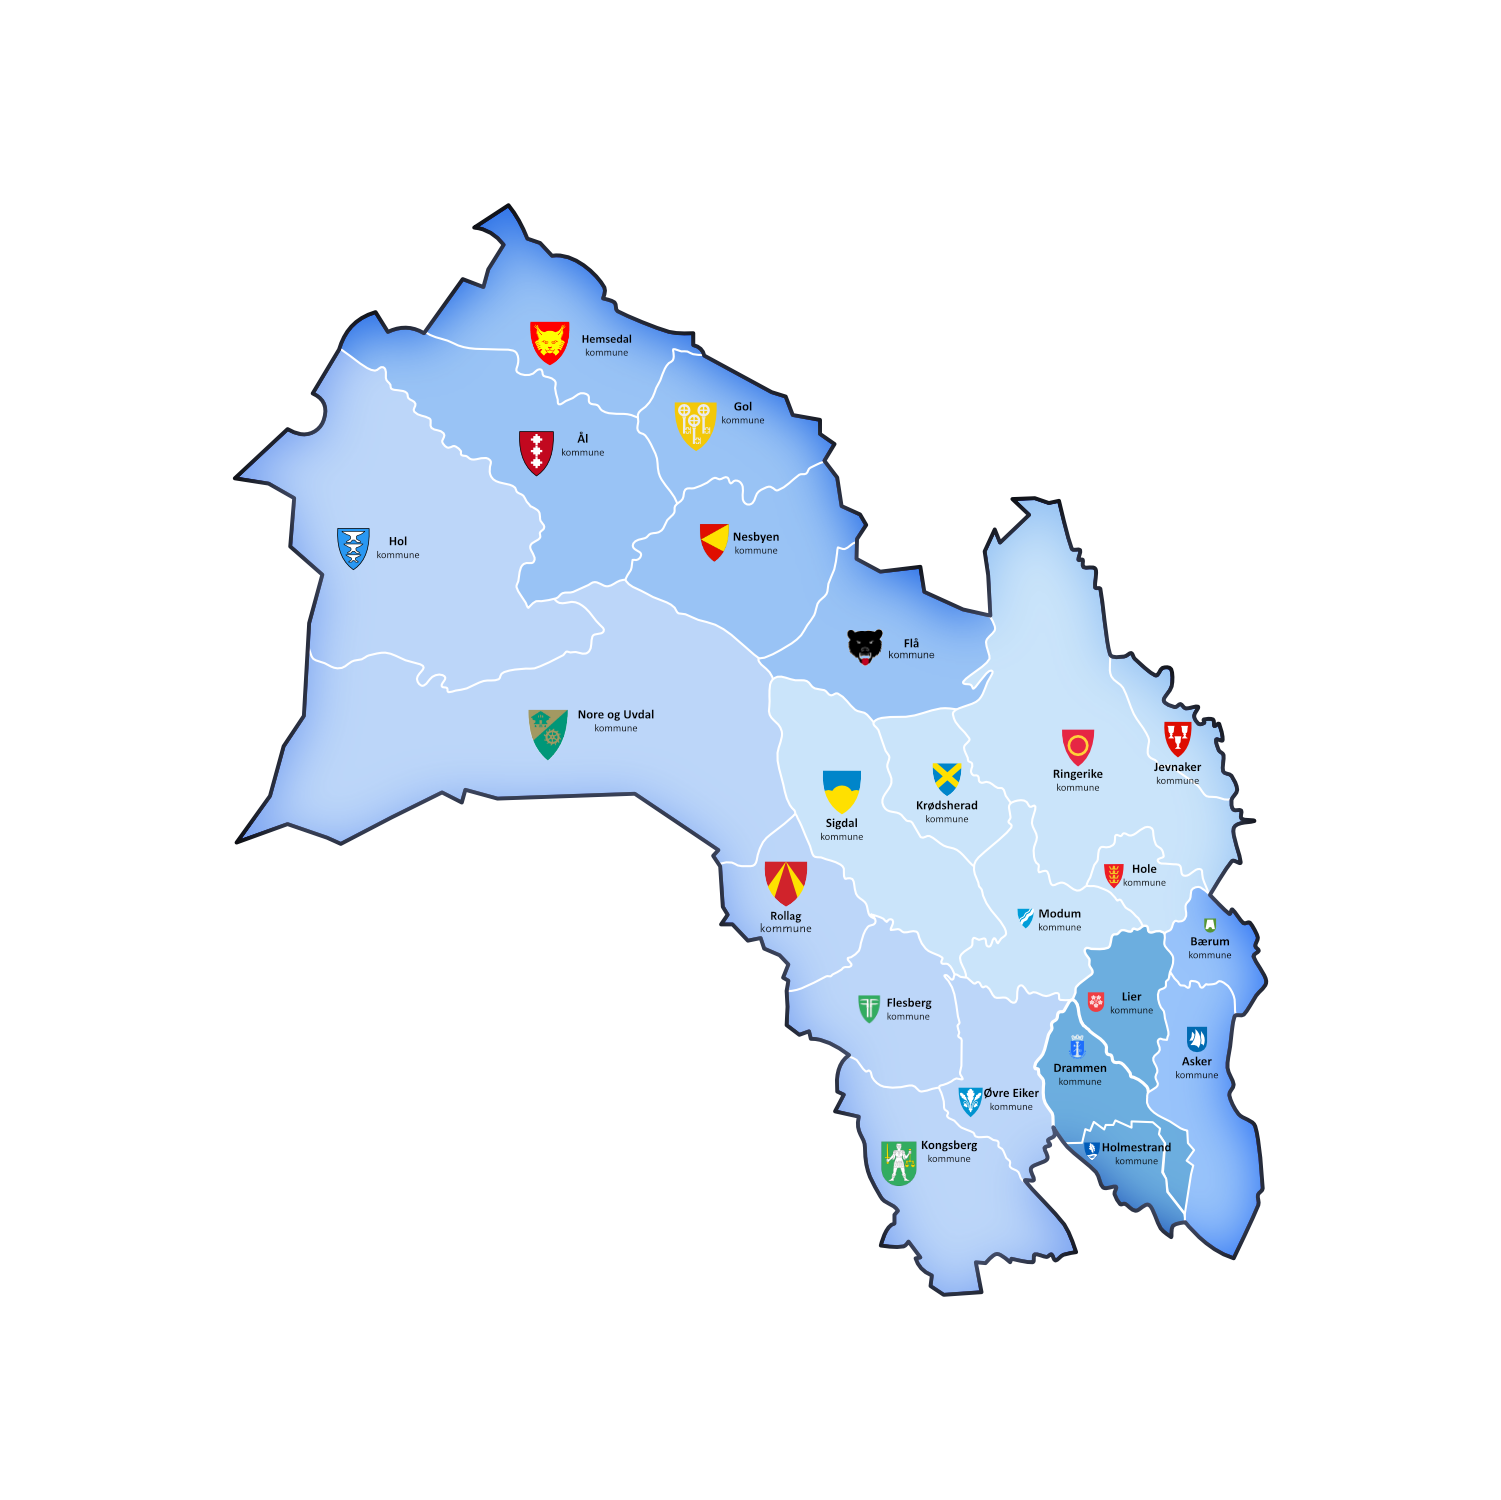 Hemsedal
kommune
Gol
kommune
Ål
kommune
Hol
kommune
Nesbyen
kommune
Flå
kommune
Nore og Uvdal
kommune
Ringerike
kommune
Jevnaker
kommune
Krødsherad
kommune
Sigdal
kommune
Hole
kommune
Rollag
kommune
Modum
kommune
Bærum
kommune
Lier
kommune
Flesberg
kommune
Asker
kommune
Drammen
kommune
Øvre Eiker
kommune
Kongsberg
kommune
Holmestrand
kommune